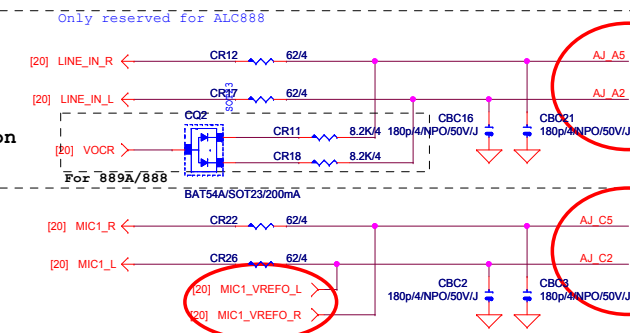 Only reserved for ALC888
[20] LINE_IN_R CR12 62/4 AJ_A5
[20] LINE_IN_L CR17 62/4 AJ_A2
SOT23
CQ2 CBC16 CBC21
on CR11 8.2K/4 180p/4/NPO/50V/J 180p/4/NPO/50V/J
[20] VOCR CR18 8.2K/4
For 889A/888
BAT54A/SOT23/200mA
[20] MIC1_R CR22 62/4 AJ_C5
[20] MIC1_L CR26 62/4 AJ_C2
[20] MIC1_VREFO_L CBC2 CBC3
180p/4/NPO/50V/J 180p/4/NPO/50V/J
[20] MIC1_VREFO_R